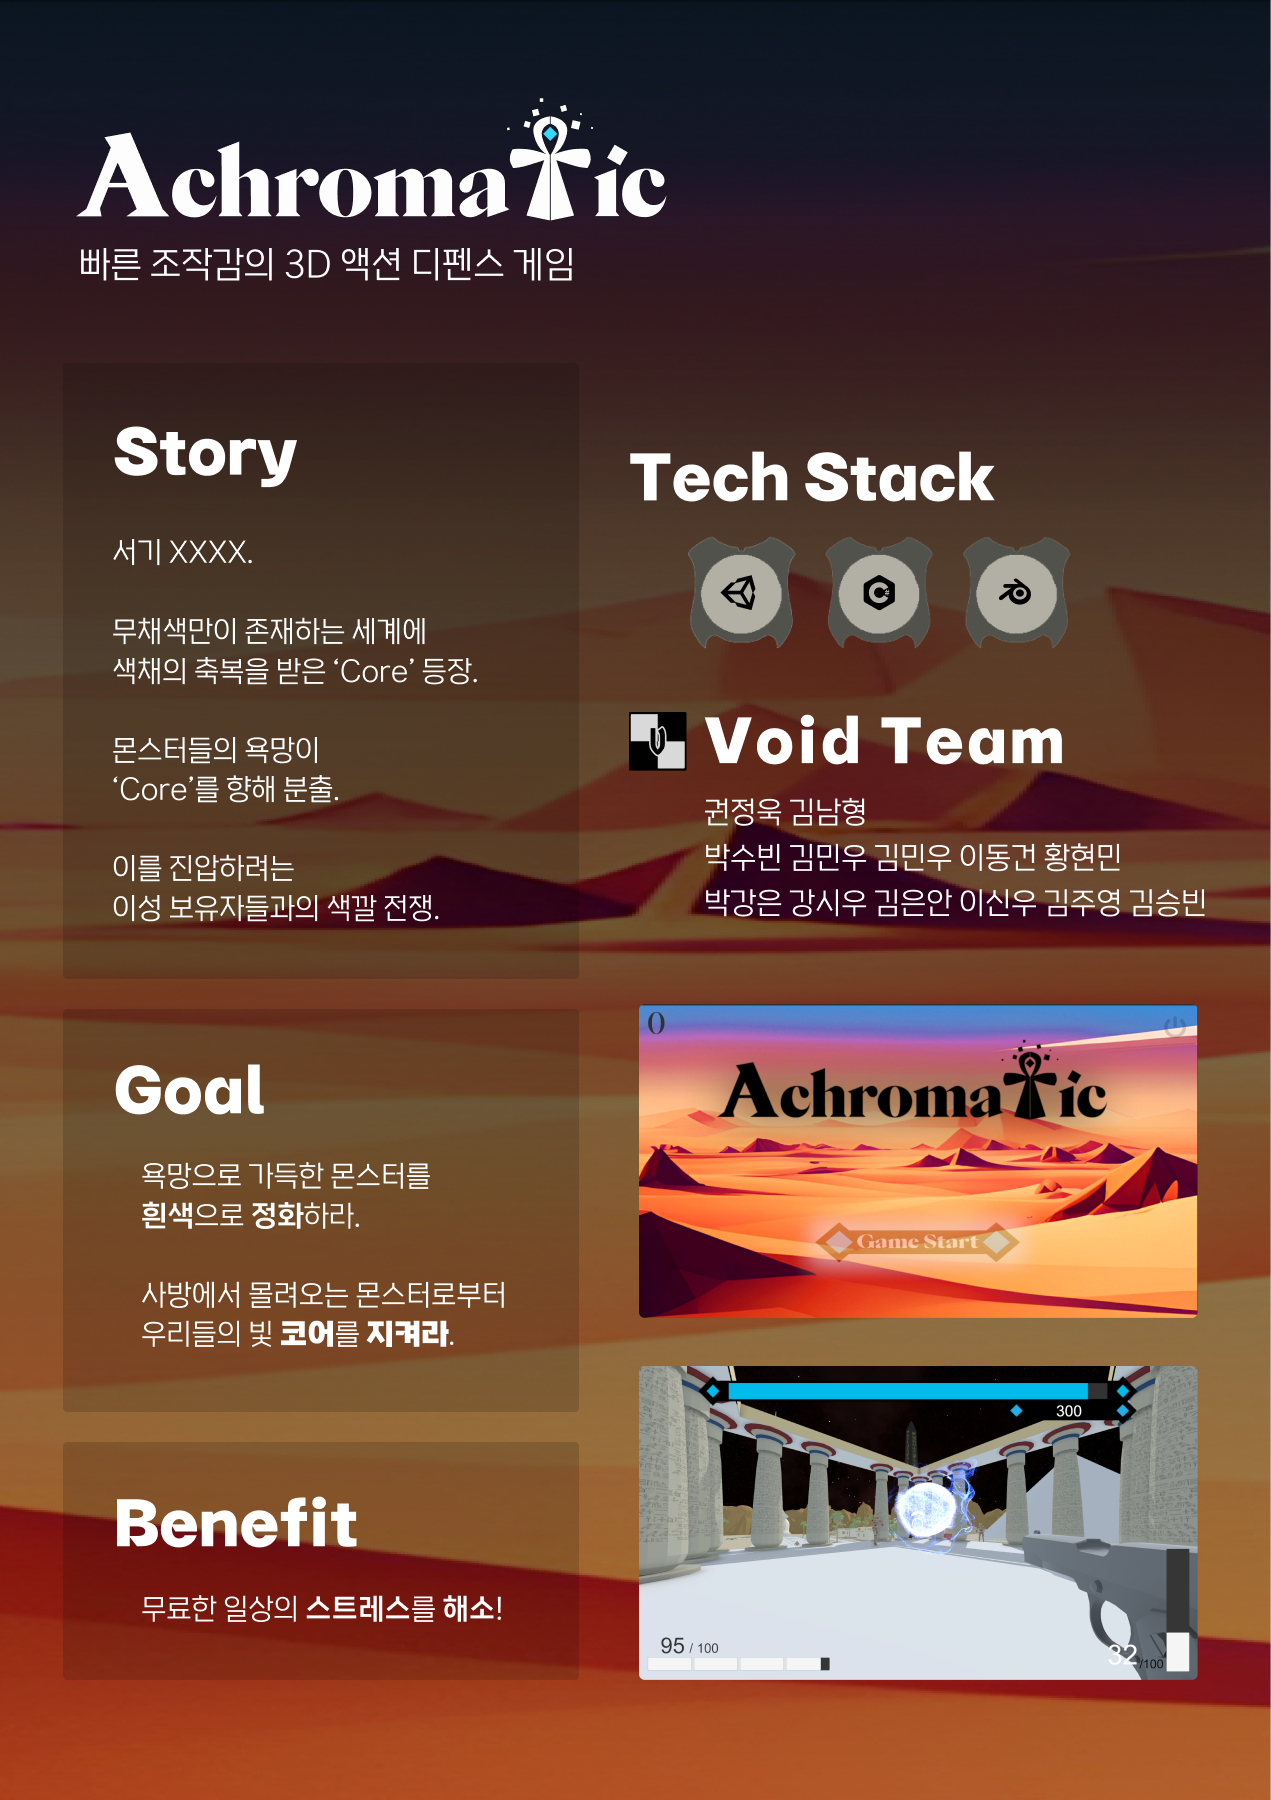 Achromatic
빠른 조작감의 3D 액션 디펜스 게임
Story
서기 XXXX.
무채색만이 존재하는 세계에
색채의 축복을 받은 ‘Core’ 등장.
몬스터들의 욕망이
‘Core’를 향해 분출.
이를 진압하려는
이성 보유자들과의 색깔 전쟁.
Goal
욕망으로 가득한 몬스터를
흰색으로 정화하라.
사방에서 몰려오는 몬스터로부터
우리들의 빛 코어를 지켜라.
Benefit
무료한 일상의 스트레스를 해소!
Tech Stack
Void Team
권정욱 김남형
박수빈 김민우 김민우 이동건 황현민
박강은 강시우 김은안 이신우 김주영 김승빈
0
Achromatic
Game Start
300
95 / 100
32/100